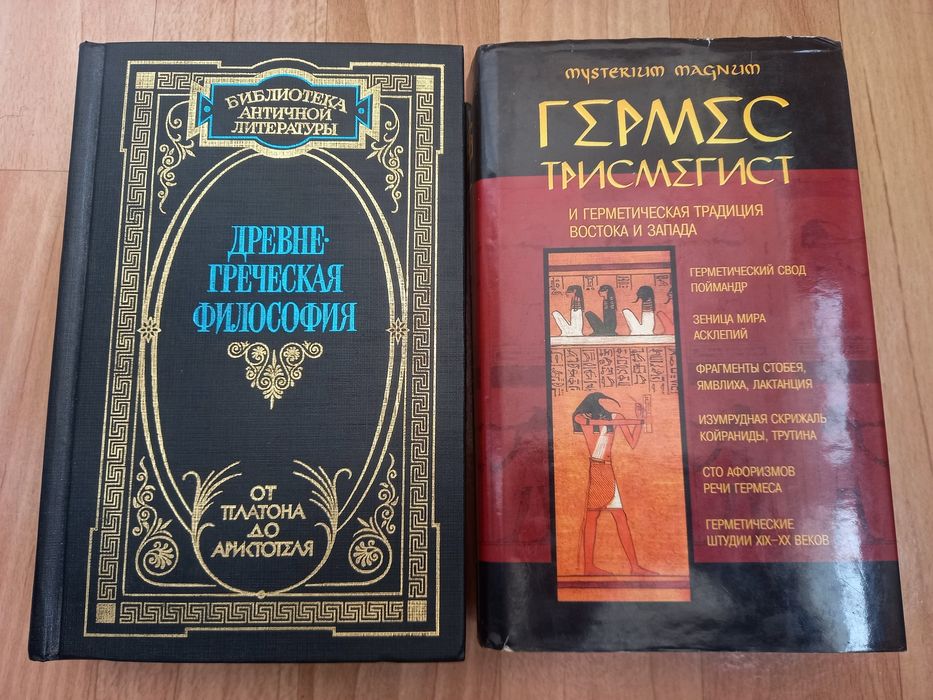 БИБЛИОТЕКА
АНТИЧНОЙ
ЛИТЕРАТУРЫ
ДРЕВНЕ-
ГРЕЧЕСКАЯ
ФИЛОСОФИЯ
ОТ
ПЛАТОНА
ДО
АРИСТОТЕЛЯ
MYSTERIUM MAGNUM
ГЕРМЕС
ТРИСМЕГИСТ
И ГЕРМЕТИЧЕСКАЯ ТРАДИЦИЯ
ВОСТОКА И ЗАПАДА
ГЕРМЕТИЧЕСКИЙ СВОД
ПОЙМАНДР
ЗЕНИЦА МИРА
АСКЛЕПИЙ
ФРАГМЕНТЫ СТОБЕЯ,
ЯМВЛИХА, ЛАКТАНЦИЯ
ИЗУМРУДНАЯ СКРИЖАЛЬ
КОЙРАНИДЫ, ТРУТИНА
СТО АФОРИЗМОВ
РЕЧИ ГЕРМЕСА
ГЕРМЕТИЧЕСКИЕ
ШТУДИИ XIX–XX ВЕКОВ